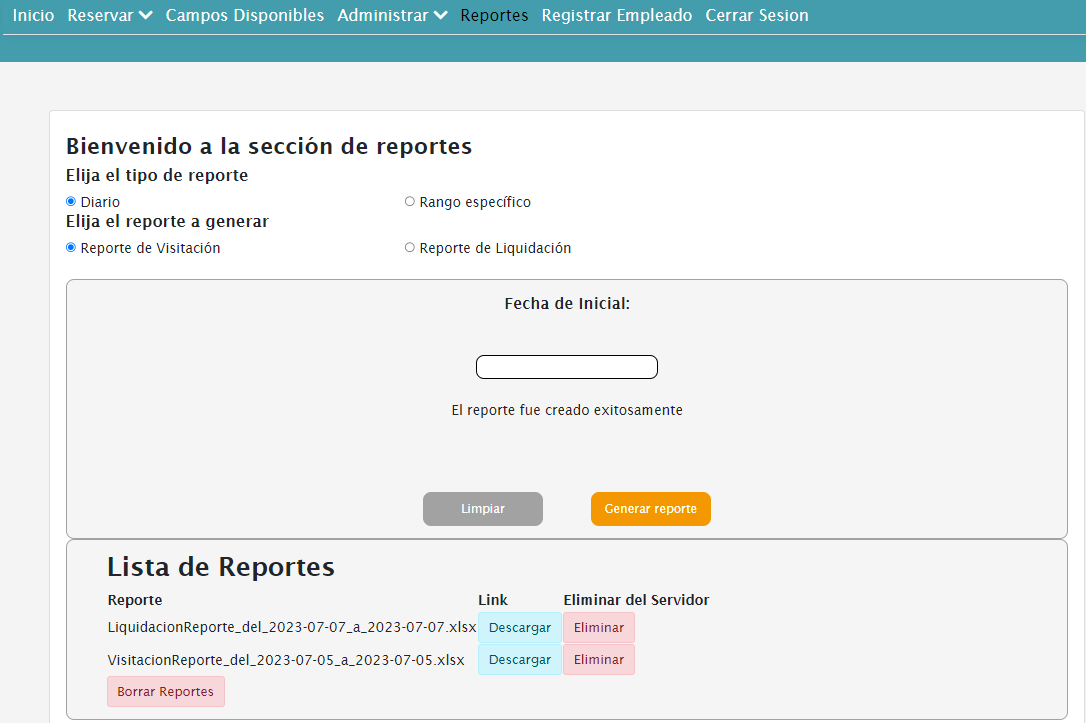 Inicio Reservar Campos Disponibles Administrar Reportes Registrar Empleado Cerrar Sesion
Bienvenido a la sección de reportes
Elija el tipo de reporte
Diario Rango específico
Elija el reporte a generar
Reporte de Visitación Reporte de Liquidación
Fecha de Inicial:
El reporte fue creado exitosamente
Limpiar Generar reporte
Lista de Reportes
Reporte Link Eliminar del Servidor
LiquidacionReporte_del_2023-07-07_a_2023-07-07.xlsx Descargar Eliminar
VisitacionReporte_del_2023-07-05_a_2023-07-05.xlsx Descargar Eliminar
Borrar Reportes